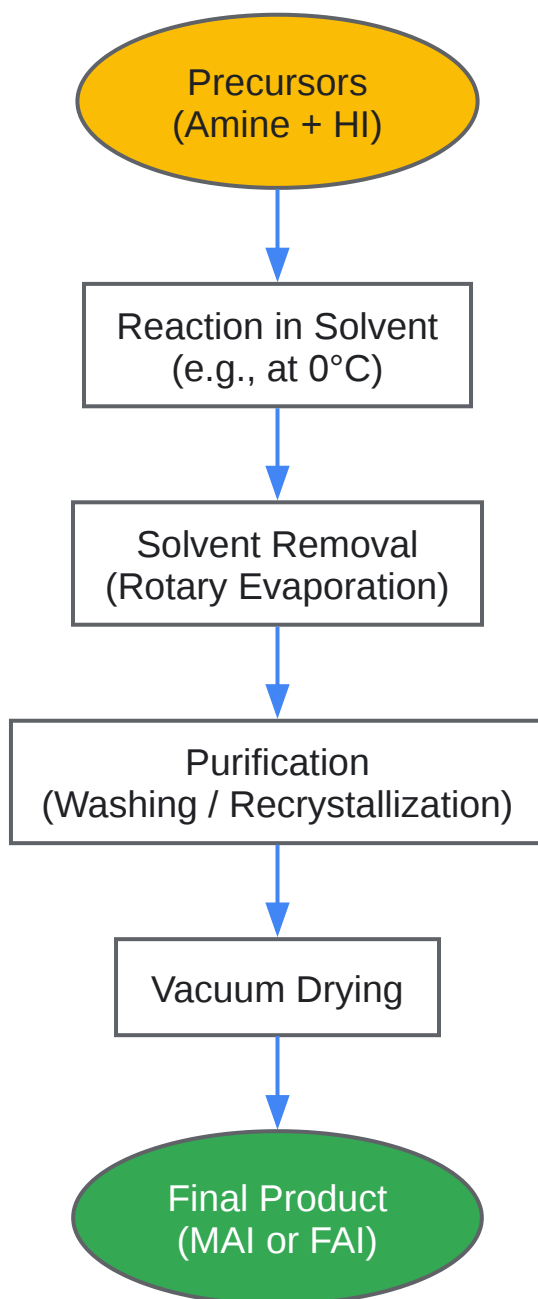 Precursors
(Amine + HI)
Reaction in Solvent
(e.g., at 0°C)
Solvent Removal
(Rotary Evaporation)
Purification
(Washing / Recrystallization)
Vacuum Drying
Final Product
(MAI or FAI)